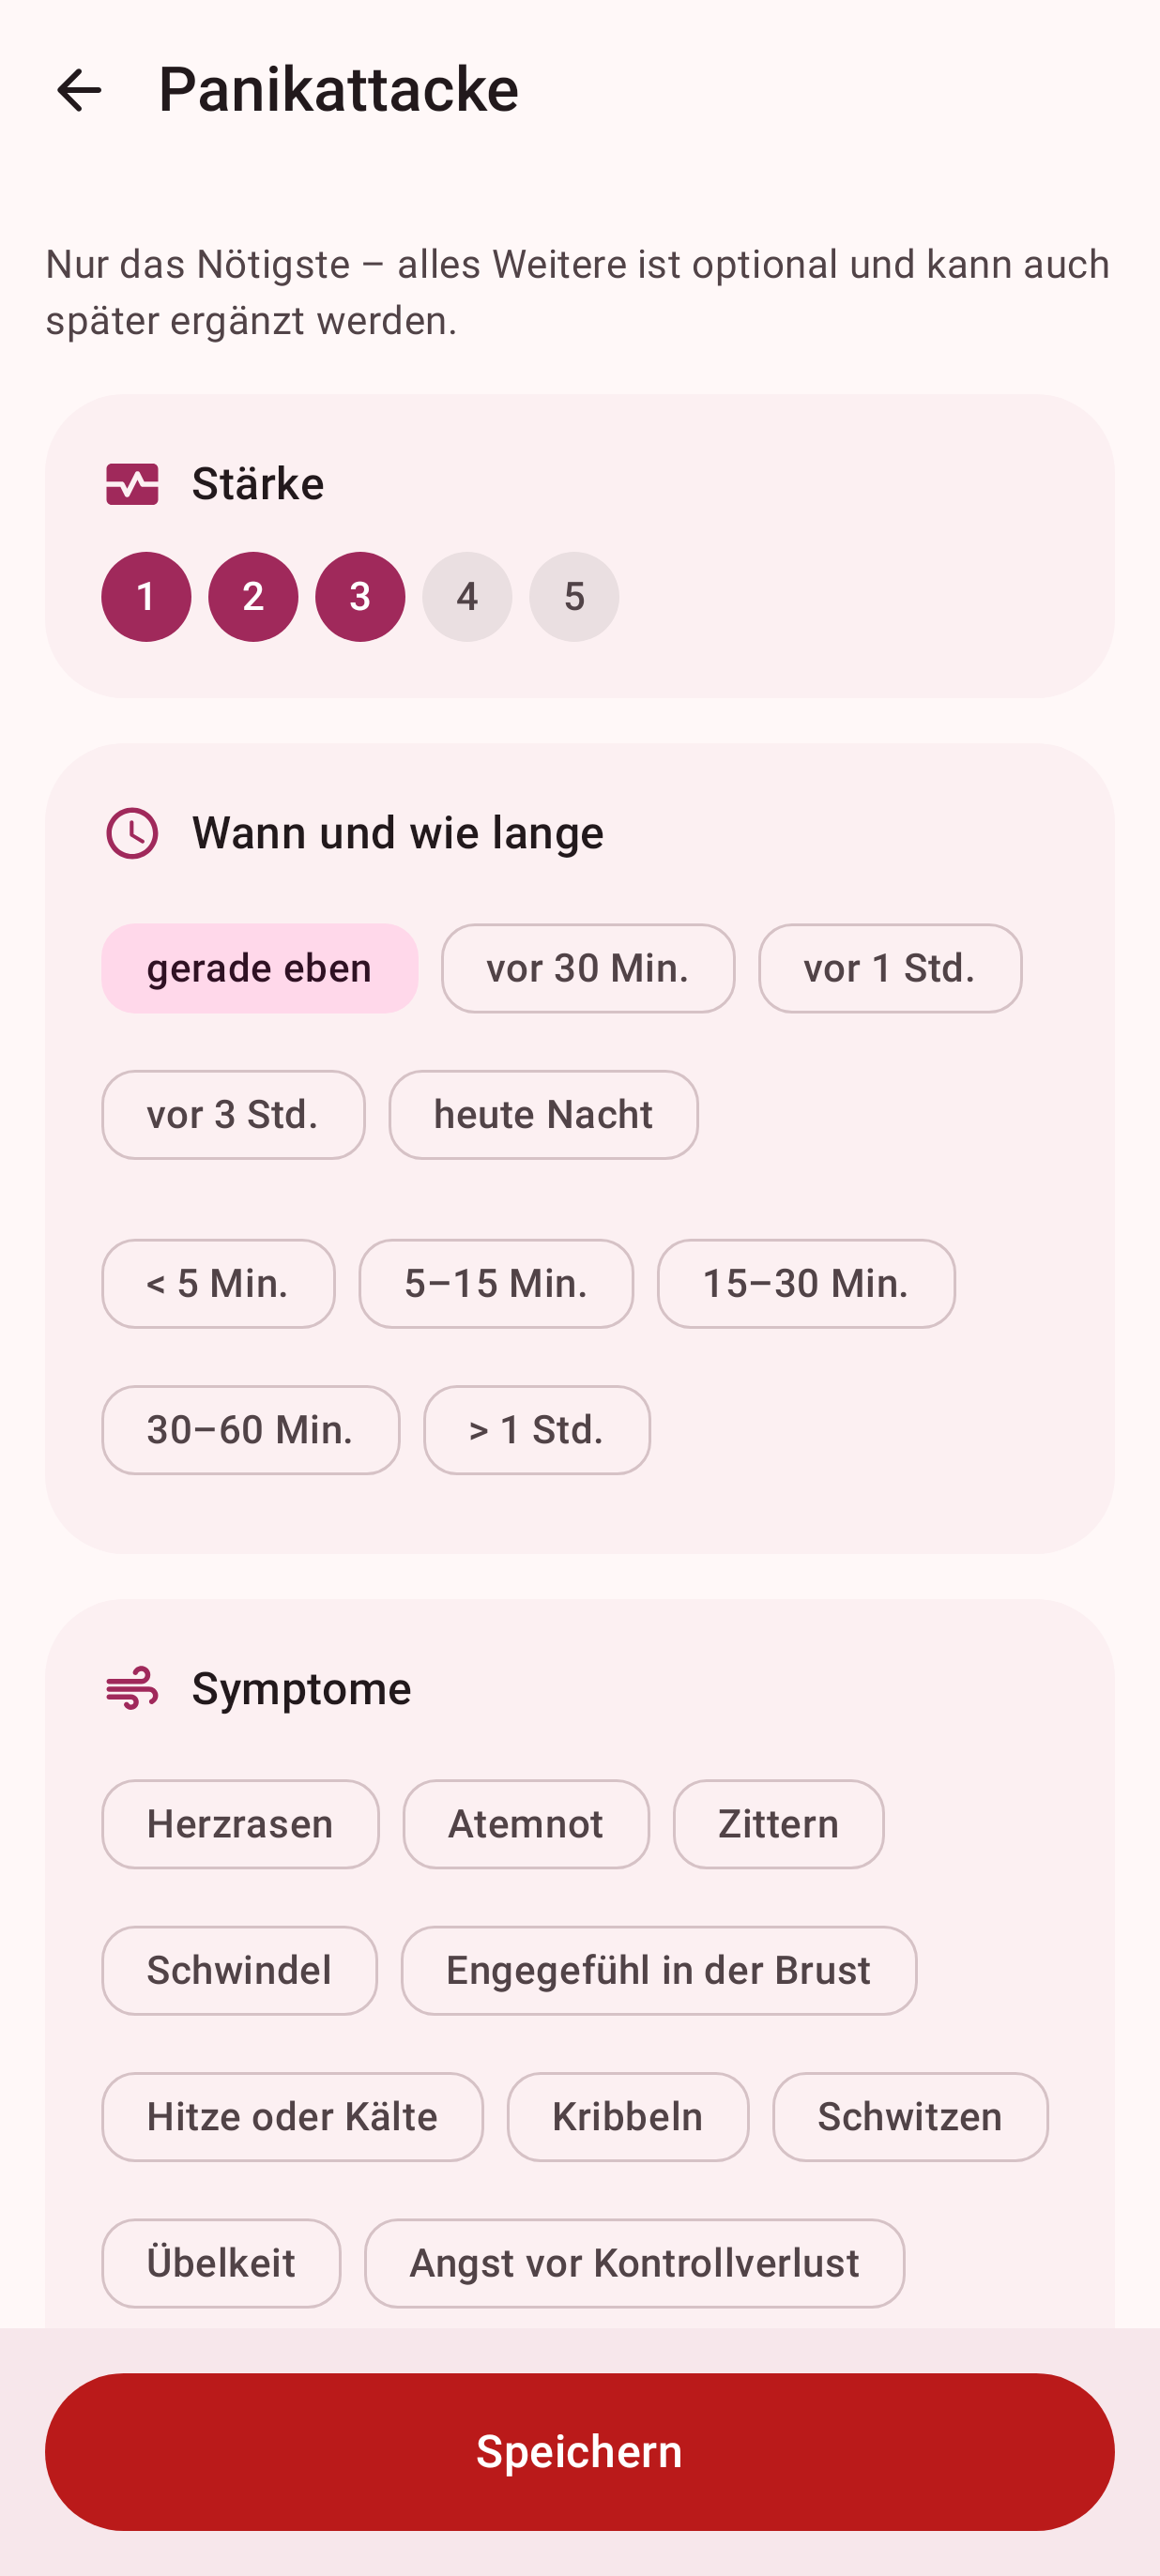 Panikattacke
Nur das Nötigste – alles Weitere ist optional und kann auch
später ergänzt werden.
Stärke
1 2 3 4 5
Wann und wie lange
gerade eben vor 30 Min. vor 1 Std.
vor 3 Std. heute Nacht
< 5 Min. 5–15 Min. 15–30 Min.
30–60 Min. > 1 Std.
Symptome
Herzrasen Atemnot Zittern
Schwindel Engegefühl in der Brust
Hitze oder Kälte Kribbeln Schwitzen
Übelkeit Angst vor Kontrollverlust
Speichern